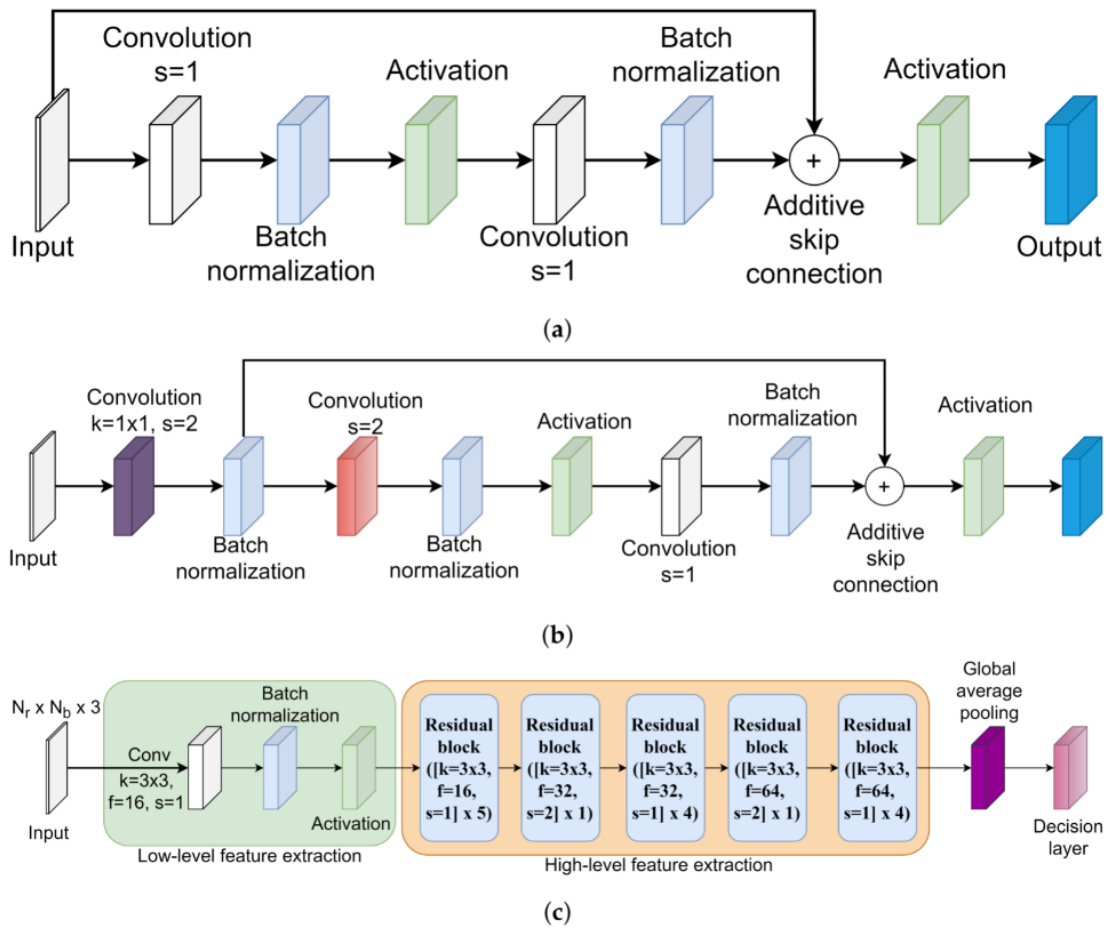 Convolution
s=1
Activation
Batch
normalization
Activation
Input
Batch
normalization
Convolution
s=1
+
Additive
skip
connection
Output
(a)
Convolution
k=1x1, s=2
Convolution
s=2
Activation
Batch
normalization
Activation
Input
Batch
normalization
Batch
normalization
Convolution
s=1
+
Additive
skip
connection
(b)
Nr x Nb x 3
Input
Conv
k=3x3,
f=16, s=1
Batch
normalization
Activation
Low-level feature extraction
Residual
block
([k=3x3,
f=16,
s=1] x 5)
Residual
block
([k=3x3,
f=32,
s=2] x 1)
Residual
block
([k=3x3,
f=32,
s=1] x 4)
Residual
block
([k=3x3,
f=64,
s=2] x 1)
Residual
block
([k=3x3,
f=64,
s=1] x 4)
High-level feature extraction
Global
average
pooling
Decision
layer
(c)